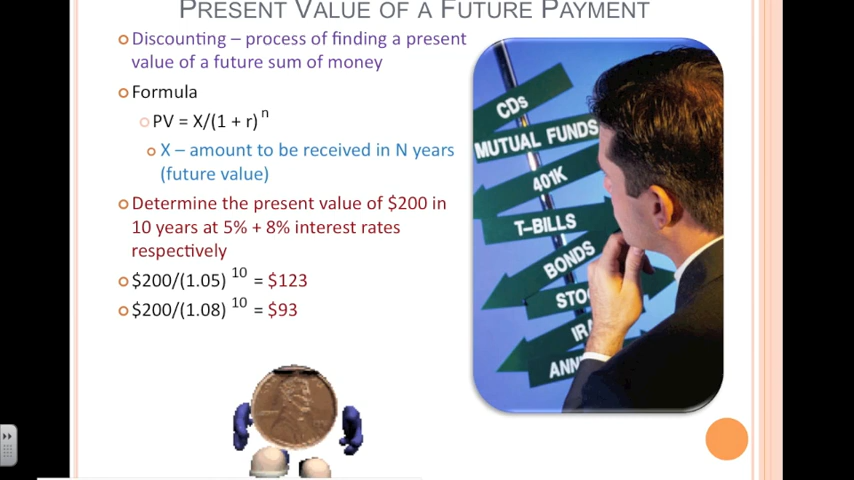 PRESENT VALUE OF A FUTURE PAYMENT
Discounting – process of finding a present
value of a future sum of money
Formula
PV = X/(1 + r) n
X – amount to be received in N years
(future value)
Determine the present value of $200 in
10 years at 5% + 8% interest rates
respectively
$200/(1.05) 10 = $123
$200/(1.08) 10 = $93
CDs
MUTUAL FUNDS
401K
T-BILLS
BONDS